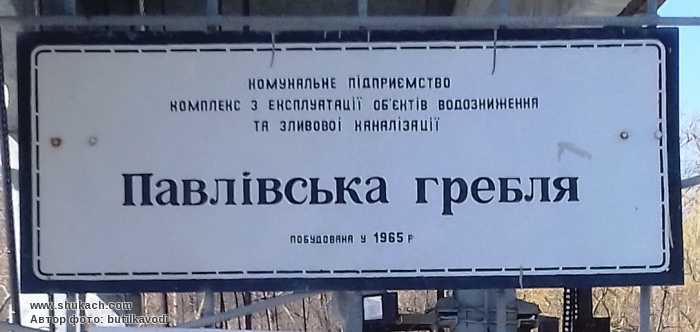 КОМУНАЛЬНЕ ПІДПРИЄМСТВО
КОМПЛЕКС З ЕКСПЛУАТАЦІЇ ОБ'ЄКТІВ ВОДОЗНИЖЕННЯ
ТА ЗЛИВОВОЇ КАНАЛІЗАЦІЇ
Павлівська гребля
ПОБУДОВАНА У 1965 Р
www.shukach.com
Автор фото: butilkavodi